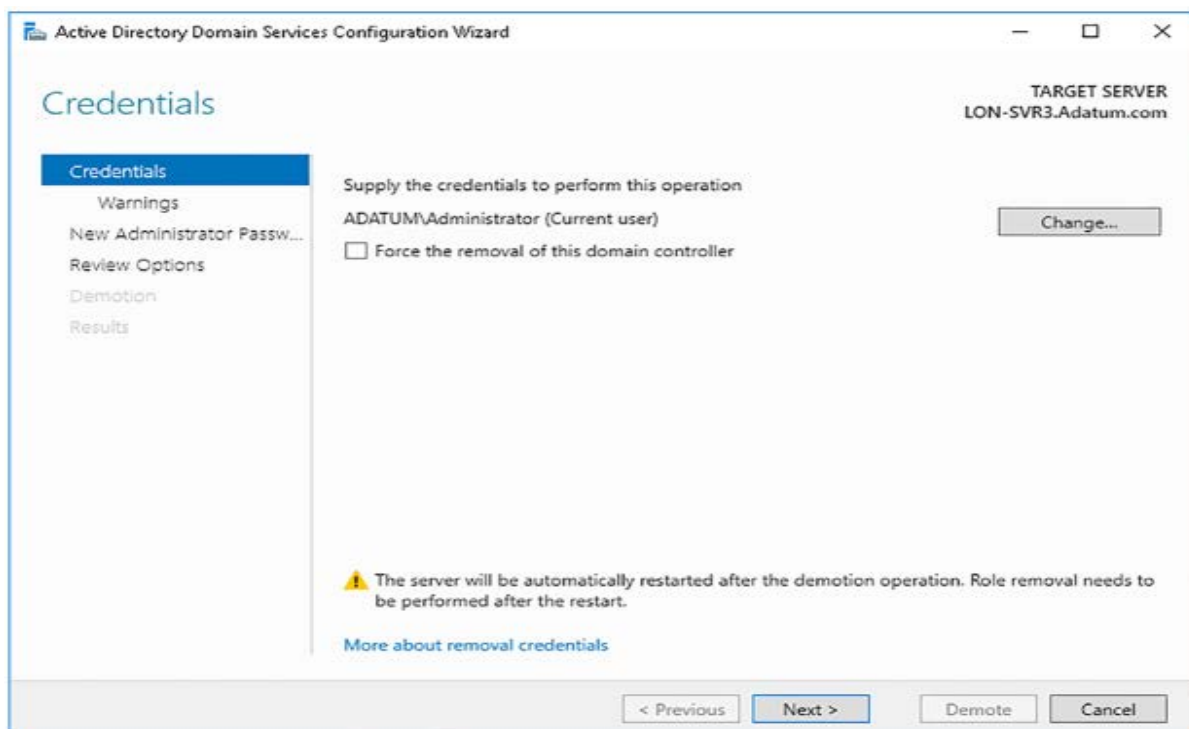 Active Directory Domain Services Configuration Wizard
Credentials
TARGET SERVER
LON-SVR3.Adatum.com
Credentials
Warnings
New Administrator Passw...
Review Options
Demotion
Results
Supply the credentials to perform this operation
ADATUM\Administrator (Current user)
Change...
Force the removal of this domain controller
The server will be automatically restarted after the demotion operation. Role removal needs to
be performed after the restart.
More about removal credentials
< Previous
Next >
Demote
Cancel